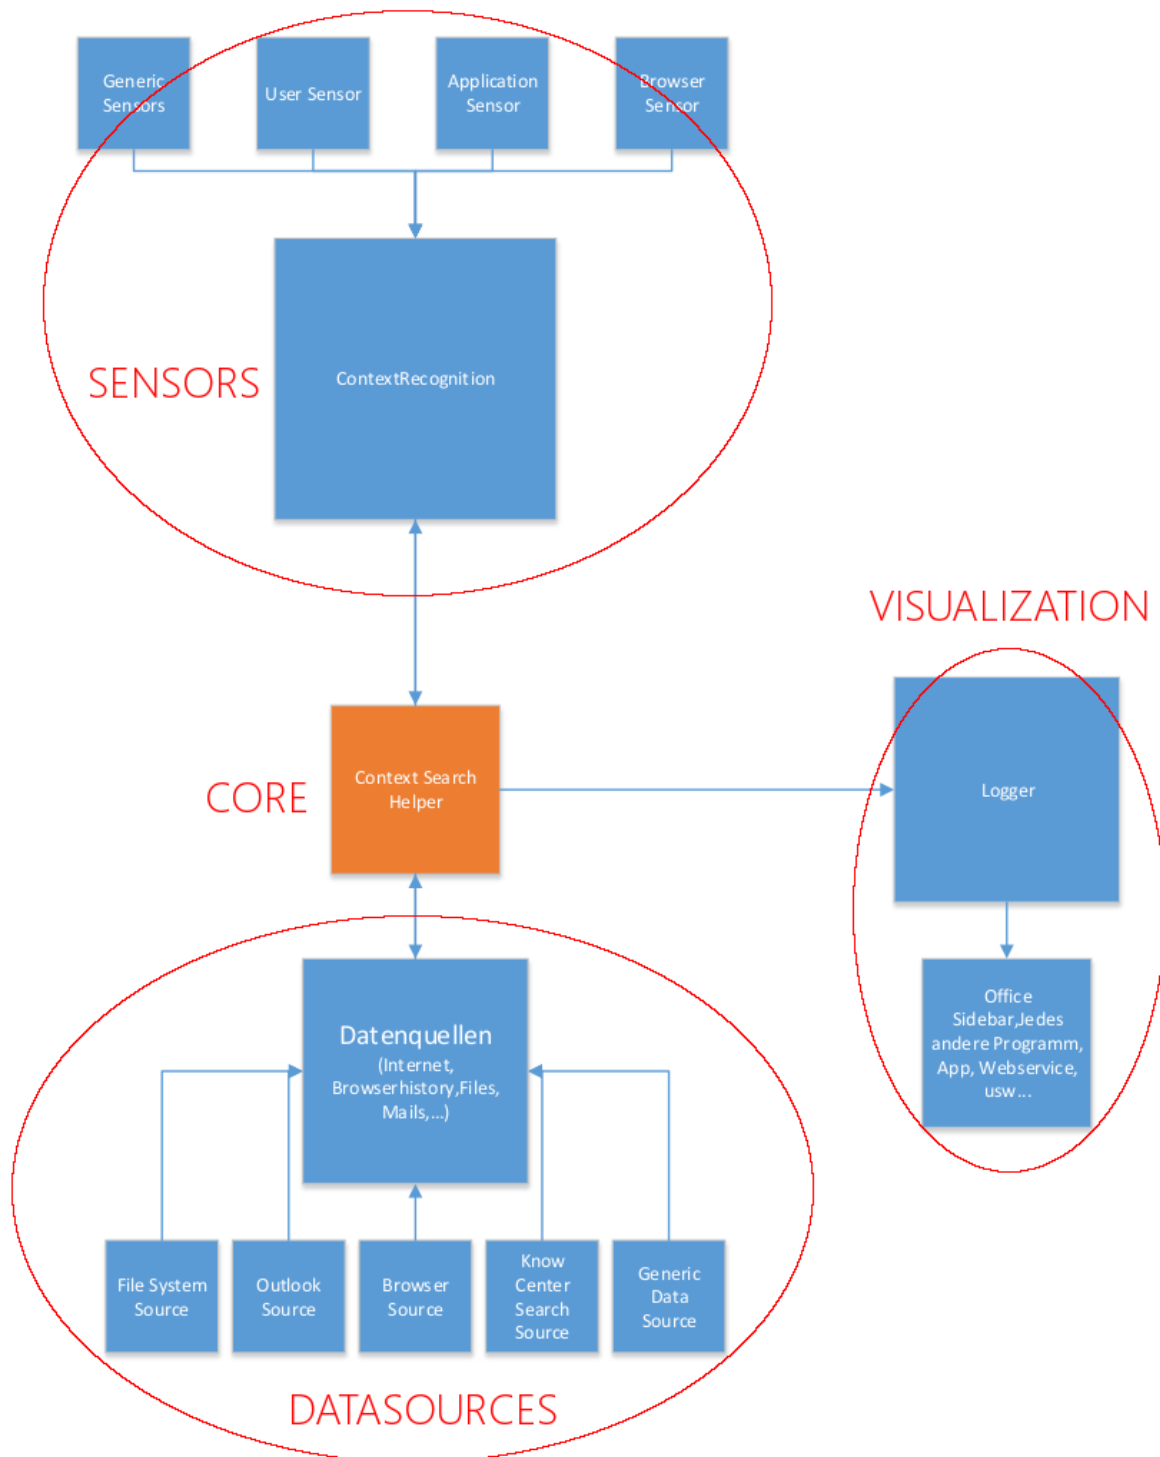 Generic
Sensors
User Sensor
Application
Sensor
Browser
Sensor
SENSORS
ContextRecognition
VISUALIZATION
CORE
Context Search
Helper
Logger
Datenquellen
(Internet,
Browserhistory,Files,
Mails,...)
Office
Sidebar,Jedes
andere Programm,
App, Webservice,
usw...
File System
Source
Outlook
Source
Browser
Source
Know
Center
Search
Source
Generic
Data
Source
DATASOURCES